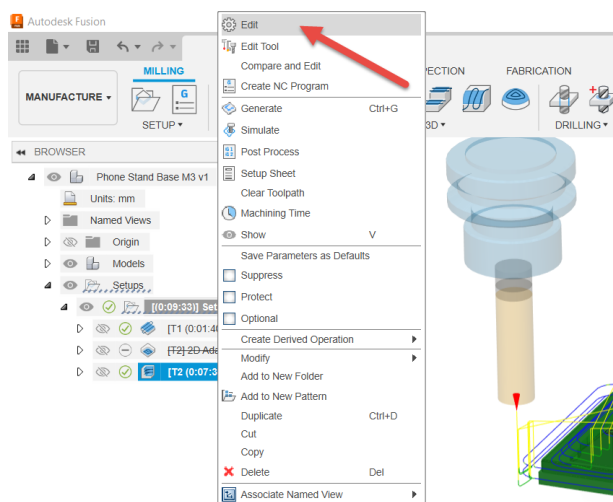 Autodesk Fusion
MANUFACTURE
MILLING
SETUP
PECTION
FABRICATION
3D
DRILLING
BROWSER
Phone Stand Base M3 v1
Units: mm
Named Views
Origin
Models
Setups
[(0:09:33)] Set
[T1 (0:01:40
[T2] 2D Ada
[T2 (0:07:3
Edit
Edit Tool
Compare and Edit
Create NC Program
Generate Ctrl+G
Simulate
Post Process
Setup Sheet
Clear Toolpath
Machining Time
Show V
Save Parameters as Defaults
Suppress
Protect
Optional
Create Derived Operation
Modify
Add to New Folder
Add to New Pattern
Duplicate Ctrl+D
Cut
Copy
Delete Del
Associate Named View